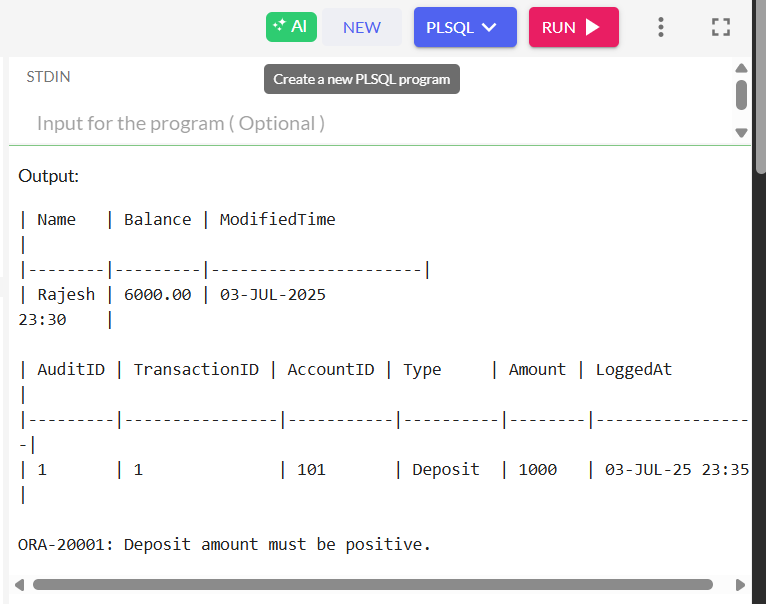 AI NEW PLSQL RUN
STDIN
Create a new PLSQL program
Input for the program ( Optional )
Output:
| Name   | Balance | ModifiedTime
|
|--------|---------|----------------------|
| Rajesh | 6000.00 | 03-JUL-2025
23:30    |
| AuditID | TransactionID | AccountID | Type     | Amount | LoggedAt
|
|---------|----------------|-----------|----------|--------|----------------
-|
| 1       | 1              | 101       | Deposit  | 1000   | 03-JUL-25 23:35
|
ORA-20001: Deposit amount must be positive.